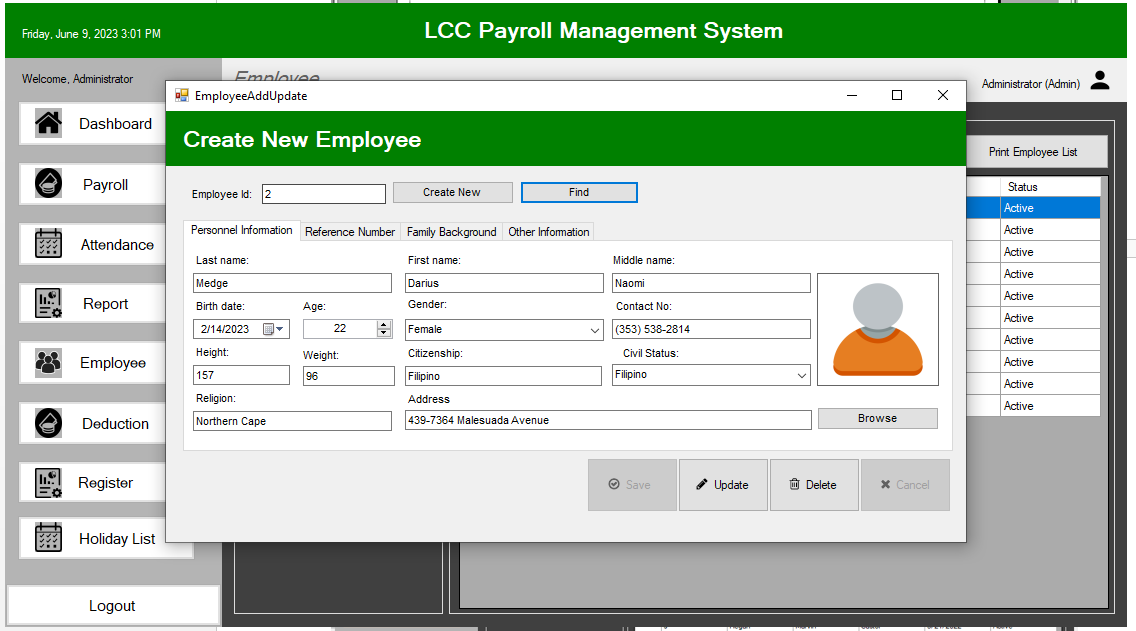 LCC Payroll Management System
Friday, June 9, 2023 3:01 PM
Welcome, Administrator
Employee
Administrator (Admin)
Dashboard
Payroll
Attendance
Report
Employee
Deduction
Register
Holiday List
Logout
EmployeeAddUpdate
Create New Employee
Employee Id: 2 Create New Find
Personnel Information Reference Number Family Background Other Information
Last name: First name: Middle name:
Medge Darius Naomi
Birth date: Age: Gender: Contact No:
2/14/2023 22 Female (353) 538-2814
Height: Weight: Citizenship: Civil Status:
157 96 Filipino Filipino
Religion: Address
Northern Cape 439-7364 Malesuada Avenue Browse
Save Update Delete Cancel
Print Employee List
Status
Active
Active
Active
Active
Active
Active
Active
Active
Active
Active